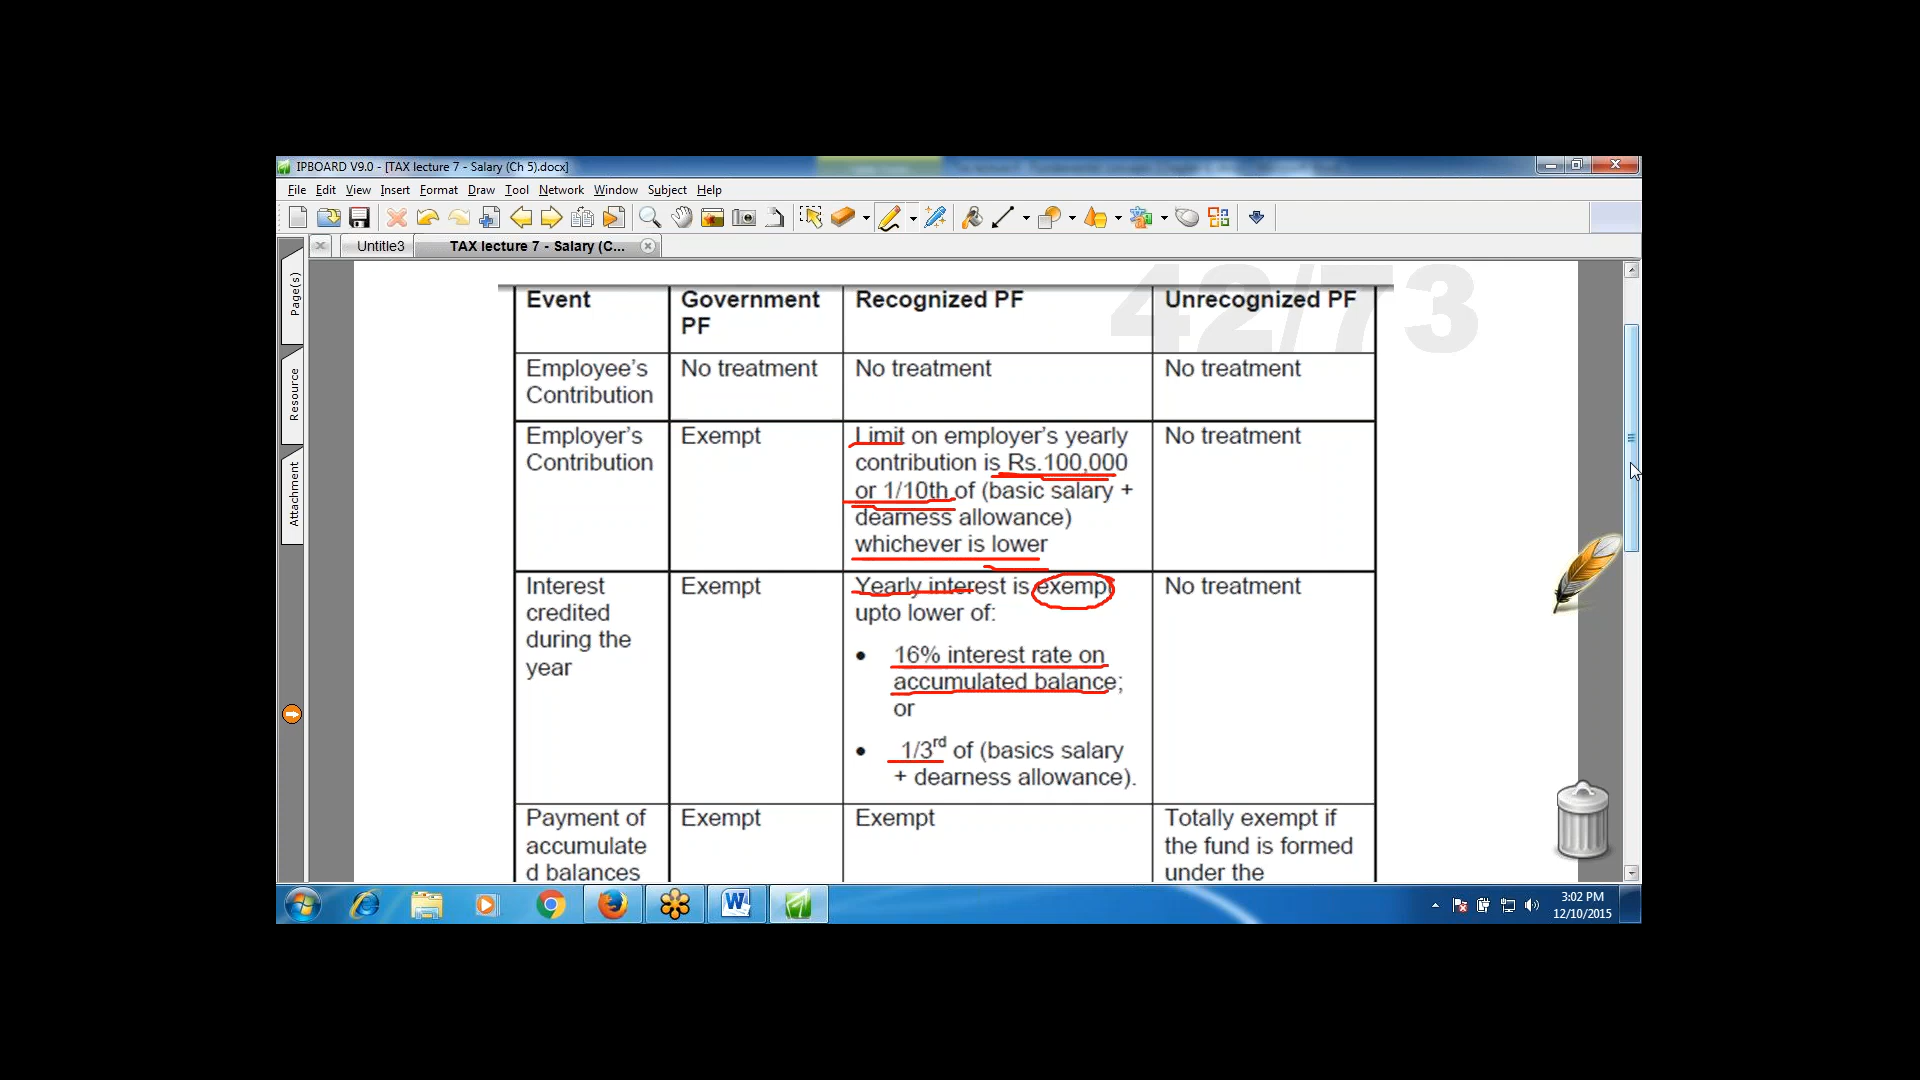 IPBOARD V9.0 - [TAX lecture 7 - Salary (Ch 5).docx]
File Edit View Insert Format Draw Tool Network Window Subject Help
Untitle3 TAX lecture 7 - Salary (C...
Page(s)
Resource
Attachment
42/73
Event Government PF Recognized PF Unrecognized PF
Employee's Contribution No treatment No treatment No treatment
Employer's Contribution
Exempt
Limit on employer's yearly
contribution is Rs.100,000
or 1/10th of (basic salary +
dearness allowance)
whichever is lower
No treatment
Interest
credited
during the
year
Exempt
Yearly interest is exempt
upto lower of:
• 16% interest rate on
accumulated balance;
or
• 1/3rd of (basics salary
+ dearness allowance).
No treatment
Payment of
accumulate
d balances
Exempt
Exempt
Totally exempt if
the fund is formed
under the
3:02 PM
12/10/2015